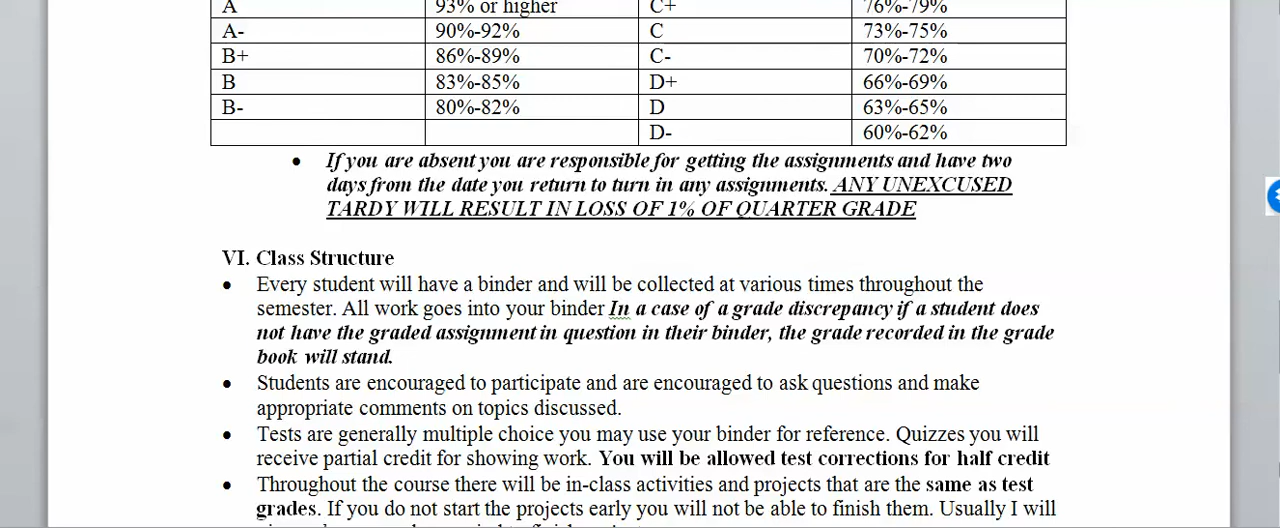 A 93% or higher C+ 76%-79%
A- 90%-92% C 73%-75%
B+ 86%-89% C- 70%-72%
B 83%-85% D+ 66%-69%
B- 80%-82% D 63%-65%
D- 60%-62%
• If you are absent you are responsible for getting the assignments and have two
days from the date you return to turn in any assignments. ANY UNEXCUSED
TARDY WILL RESULT IN LOSS OF 1% OF QUARTER GRADE
VI. Class Structure
• Every student will have a binder and will be collected at various times throughout the
semester. All work goes into your binder In a case of a grade discrepancy if a student does
not have the graded assignment in question in their binder, the grade recorded in the grade
book will stand.
• Students are encouraged to participate and are encouraged to ask questions and make
appropriate comments on topics discussed.
• Tests are generally multiple choice you may use your binder for reference. Quizzes you will
receive partial credit for showing work. You will be allowed test corrections for half credit
• Throughout the course there will be in-class activities and projects that are the same as test
grades. If you do not start the projects early you will not be able to finish them. Usually I will